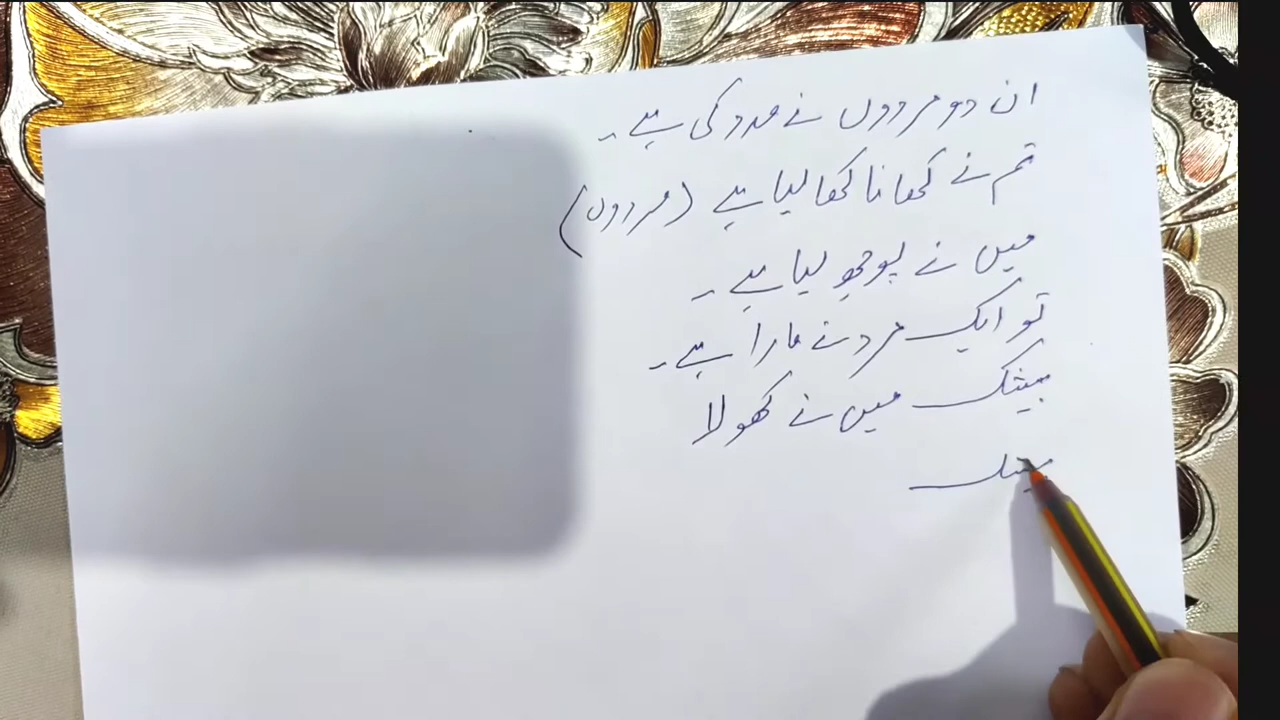 ان دو مردوں نے مدد کی ہے۔
تم نے کھانا کھا لیا ہے (مردوں)
میں نے پوچھ لیا ہے۔
تو ایک مرد نے مارا ہے۔
بیشک میں نے کھولا